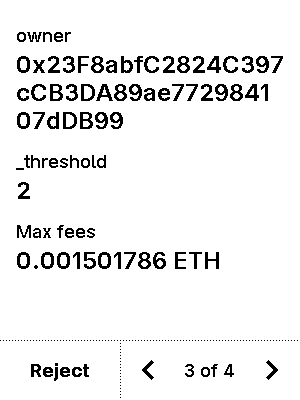 owner
0x23F8abfC2824C397
cCB3DA89ae7729841
07dDB99
_threshold
2
Max fees
0.001501786 ETH
Reject
3 of 4